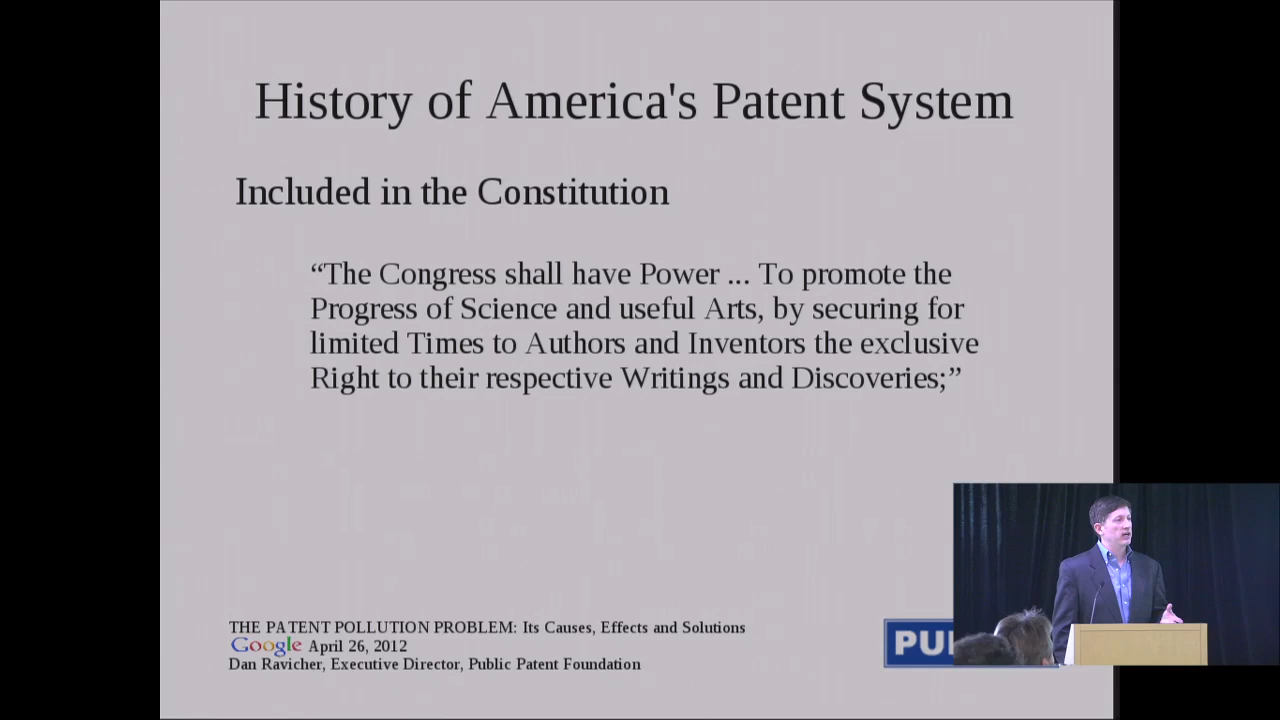 History of America's Patent System
Included in the Constitution
“The Congress shall have Power ... To promote the
Progress of Science and useful Arts, by securing for
limited Times to Authors and Inventors the exclusive
Right to their respective Writings and Discoveries;”
THE PATENT POLLUTION PROBLEM: Its Causes, Effects and Solutions
Google April 26, 2012
Dan Ravicher, Executive Director, Public Patent Foundation